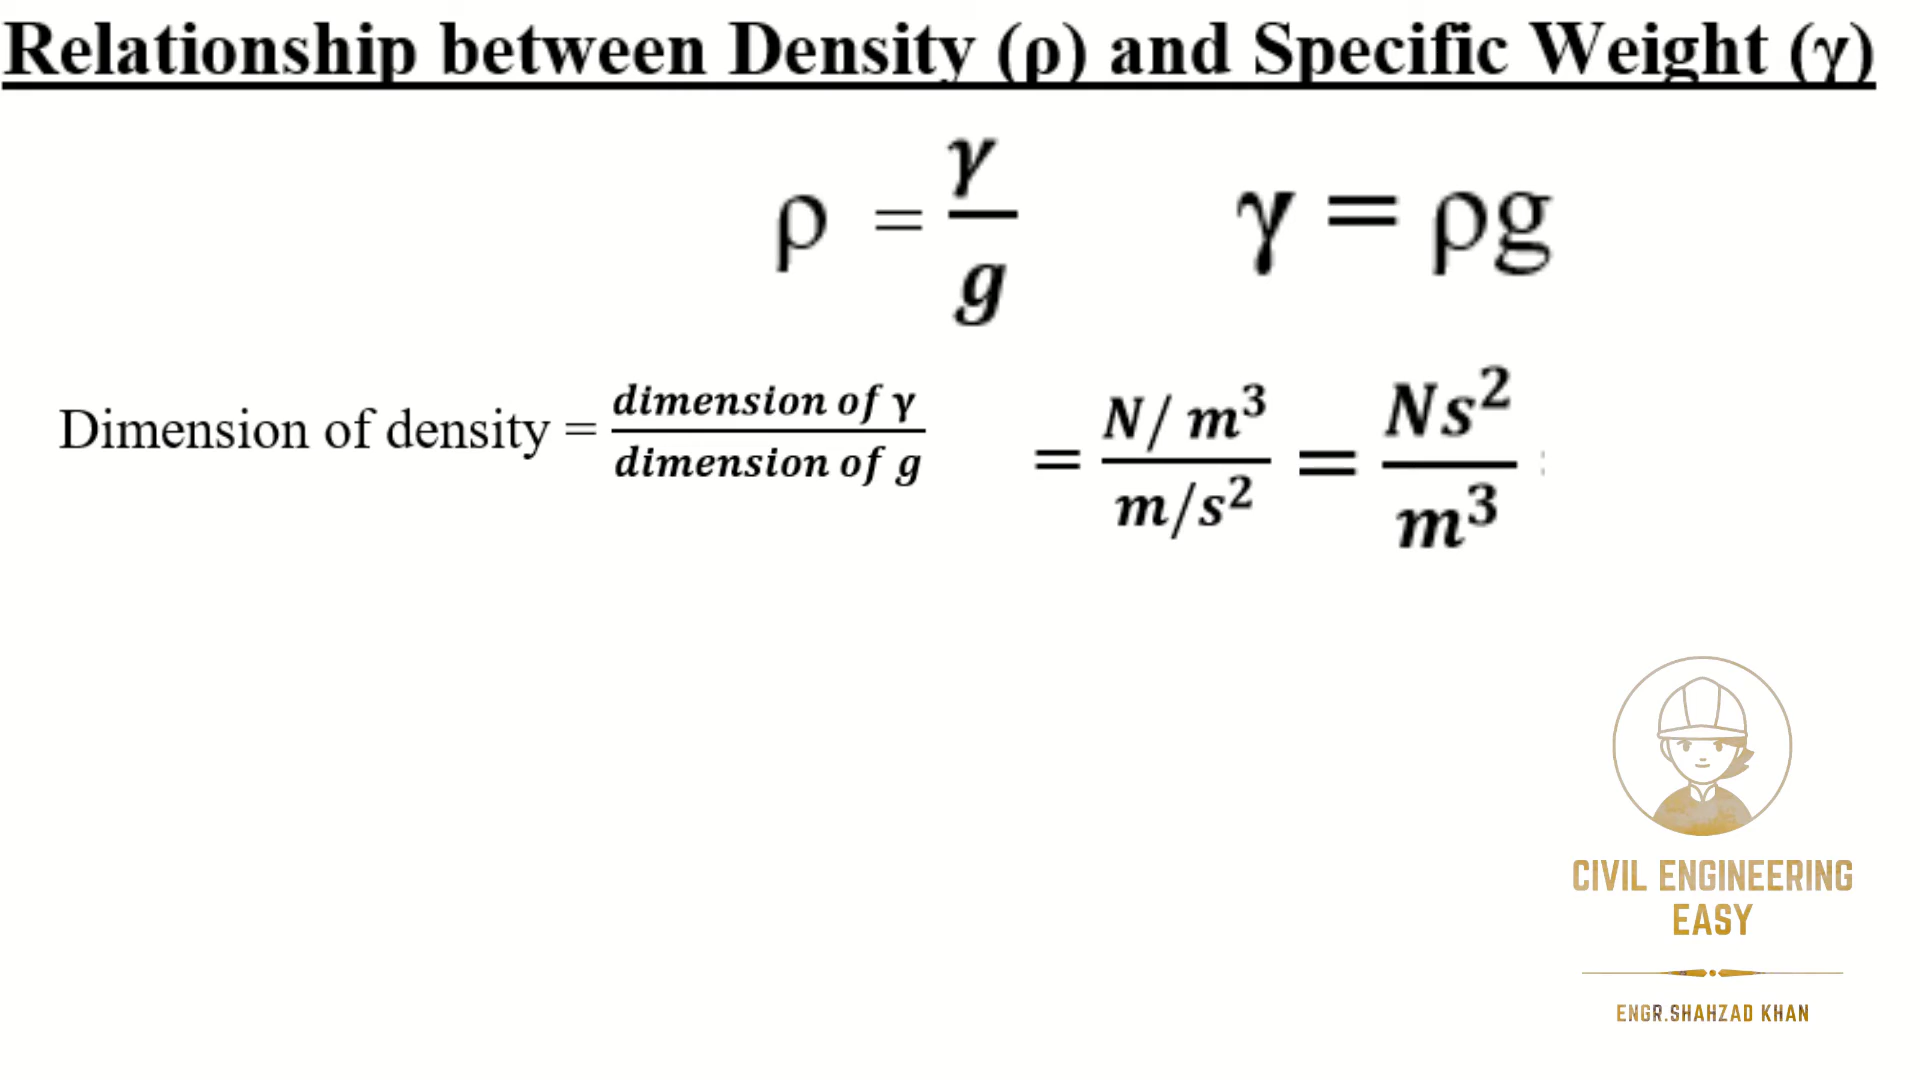 Relationship between Density (ρ) and Specific Weight (γ)
ρ = γ/g γ = ρg
Dimension of density = dimension of γ/dimension of g = N/ m³/m/s² = Ns²/m³
CIVIL ENGINEERING
EASY
ENGR.SHAHZAD KHAN